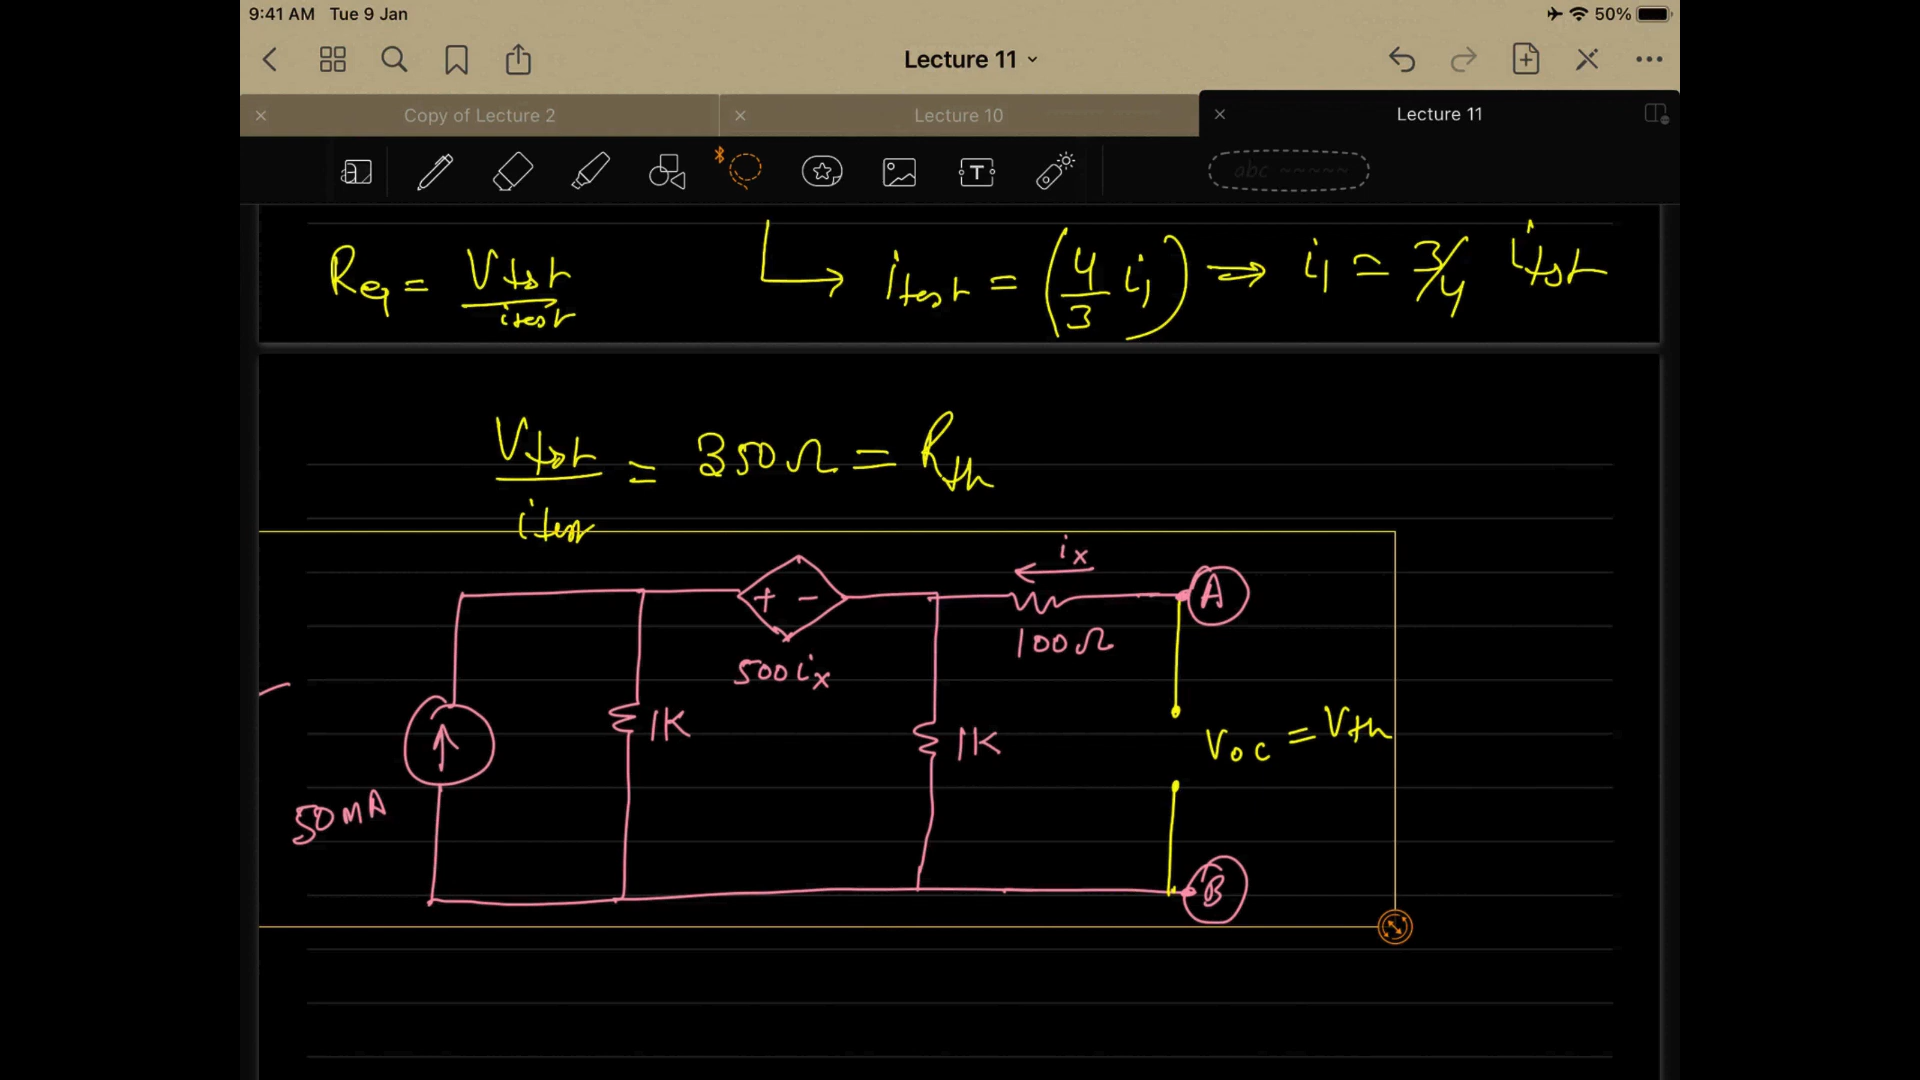 9:41 AM Tue 9 Jan
50%
Lecture 11
Copy of Lecture 2
Lecture 10
Lecture 11
T
abc
Req = Vtest / itest
itest = (4/3 i1) ⇒ i1 = 3/4 itest
Vtest / itest = 350Ω = Rth
ix
+ −
A
100Ω
500ix
1K
1K
Voc = Vth
50mA
B